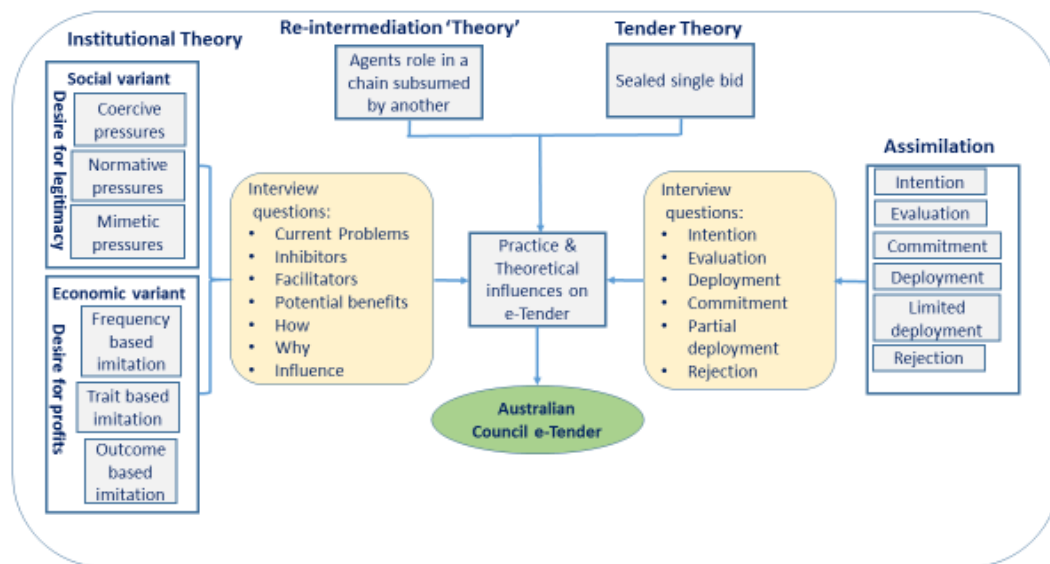 Institutional Theory
Re-intermediation 'Theory'
Tender Theory
Social variant
Desire for legitimacy
Coercive
pressures
Normative
pressures
Mimetic
pressures
Economic variant
Desire for profits
Frequency
based
imitation
Trait based
imitation
Outcome
based
imitation
Agents role in a
chain subsumed
by another
Sealed single bid
Interview
questions:
• Current Problems
• Inhibitors
• Facilitators
• Potential benefits
• How
• Why
• Influence
Practice &
Theoretical
influences on
e-Tender
Australian
Council e-Tender
Interview
questions:
• Intention
• Evaluation
• Deployment
• Commitment
• Partial
deployment
• Rejection
Assimilation
Intention
Evaluation
Commitment
Deployment
Limited
deployment
Rejection